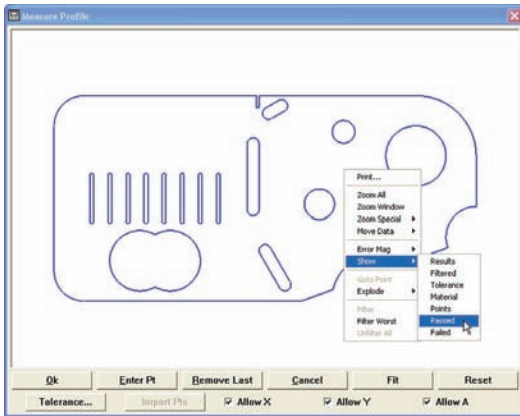 Measure Profile
Print...
Zoom All
Zoom Window
Zoom Special
Move Data
Error Mag
Show
Goto Point
Explode
Filter
Filter Worst
Unfilter All
Results
Filtered
Tolerance
Material
Points
Passed
Failed
Ok Enter Pt Remove Last Cancel Fit Reset
Tolerance... Import Pts Allow X Allow Y Allow A